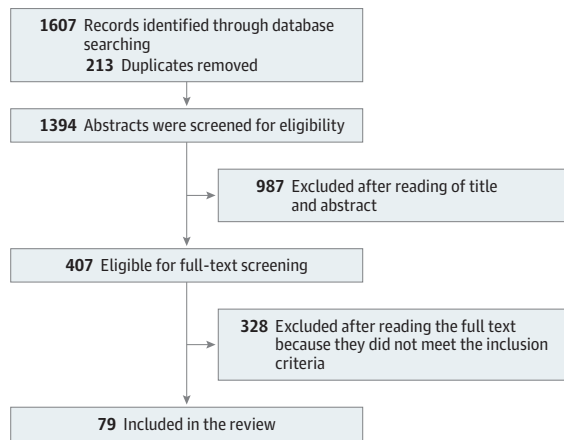 1607 Records identified through database
searching
213 Duplicates removed
1394 Abstracts were screened for eligibility
987 Excluded after reading of title
and abstract
407 Eligible for full-text screening
328 Excluded after reading the full text
because they did not meet the inclusion
criteria
79 Included in the review